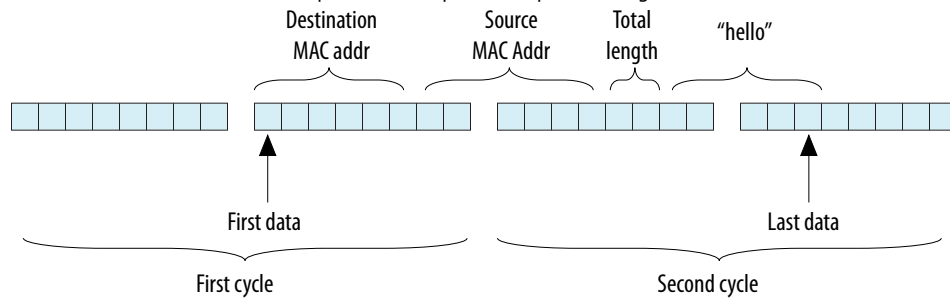 Destination
MAC addr
Source
MAC Addr
Total
length
“hello”
First data
Last data
First cycle
Second cycle